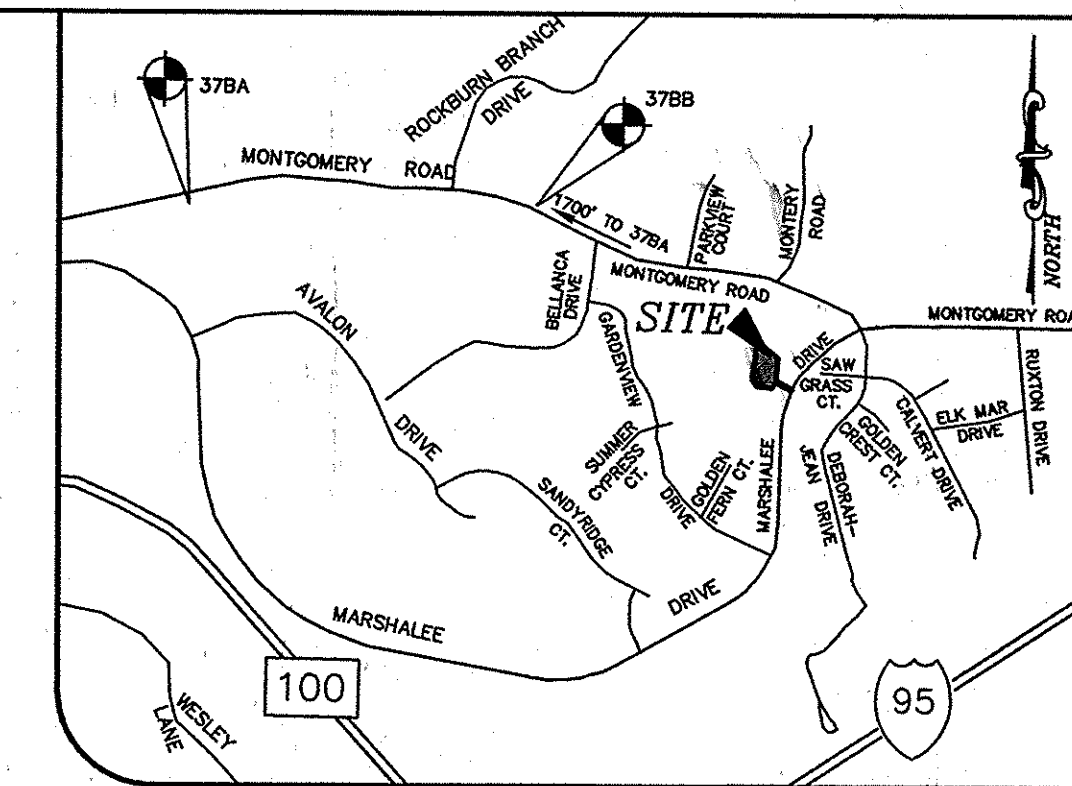 37BA
ROCKBURN BRANCH
DRIVE
37BB
MONTGOMERY ROAD
1700' TO 37BA
PARKVIEW
COURT
MONTERY
ROAD
NORTH
BELLANCA
DRIVE
MONTGOMERY ROAD
AVALON
DRIVE
GARDENVIEW
DRIVE
SITE
MONTGOMERY ROA
DRIVE
MARSHALEE
SAW
GRASS
CT.
CALVERT DRIVE
ELK MAR
DRIVE
RUXTON DRIVE
GOLDEN
CREST CT.
DEBORAH-
JEAN DRIVE
SUMMER
CYPRESS
CT.
GOLDEN
FERN CT.
SANDYRIDGE
CT.
MARSHALEE
DRIVE
100
95
WESLEY
LANE